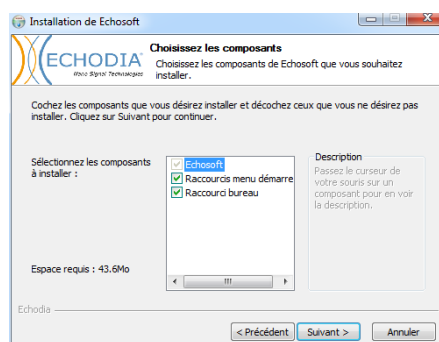 Installation de Echosoft
ECHODIA
Choisissez les composants
Choisissez les composants de Echosoft que vous souhaitez
installer.
Cochez les composants que vous désirez installer et décochez ceux que vous ne désirez pas
installer. Cliquez sur Suivant pour continuer.
Sélectionnez les composants
à installer :
Echosoft
Raccourcis menu démarre
Raccourci bureau
Description
Passez le curseur de
votre souris sur un
composant pour en voir
la description.
Espace requis : 43.6Mo
Echodia
< Précédent
Suivant >
Annuler